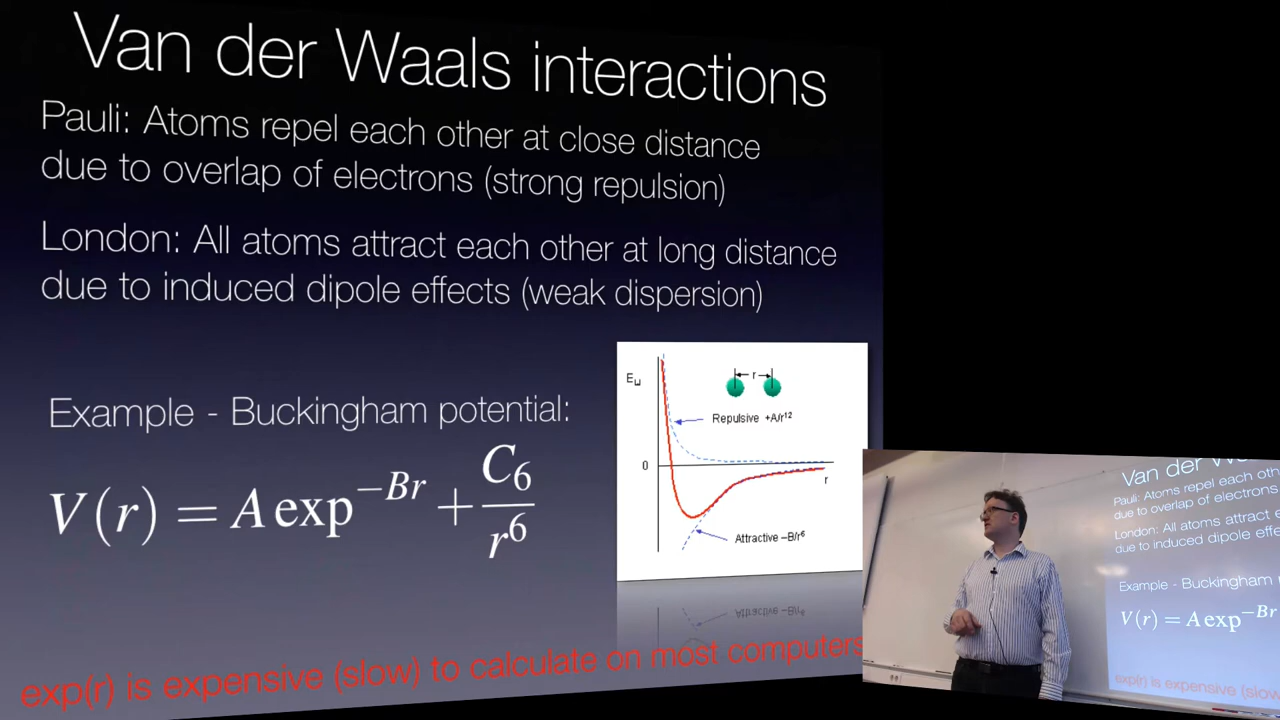 Van der Waals interactions
Pauli: Atoms repel each other at close distance
due to overlap of electrons (strong repulsion)
London: All atoms attract each other at long distance
due to induced dipole effects (weak dispersion)
Example - Buckingham potential:
V(r) = A exp^{-Br} + C_6/r^6
E
r
Repulsive +A/r^12
0
r
Attractive –B/r^6
exp(r) is expensive (slow) to calculate on most computers
Van der W
Pauli: Atoms repel each oth
due to overlap of electrons
London: All atoms attract
due to induced dipole effe
Example - Buckingham
V(r) = A exp^{-Br}
exp(r) is expensive (slow